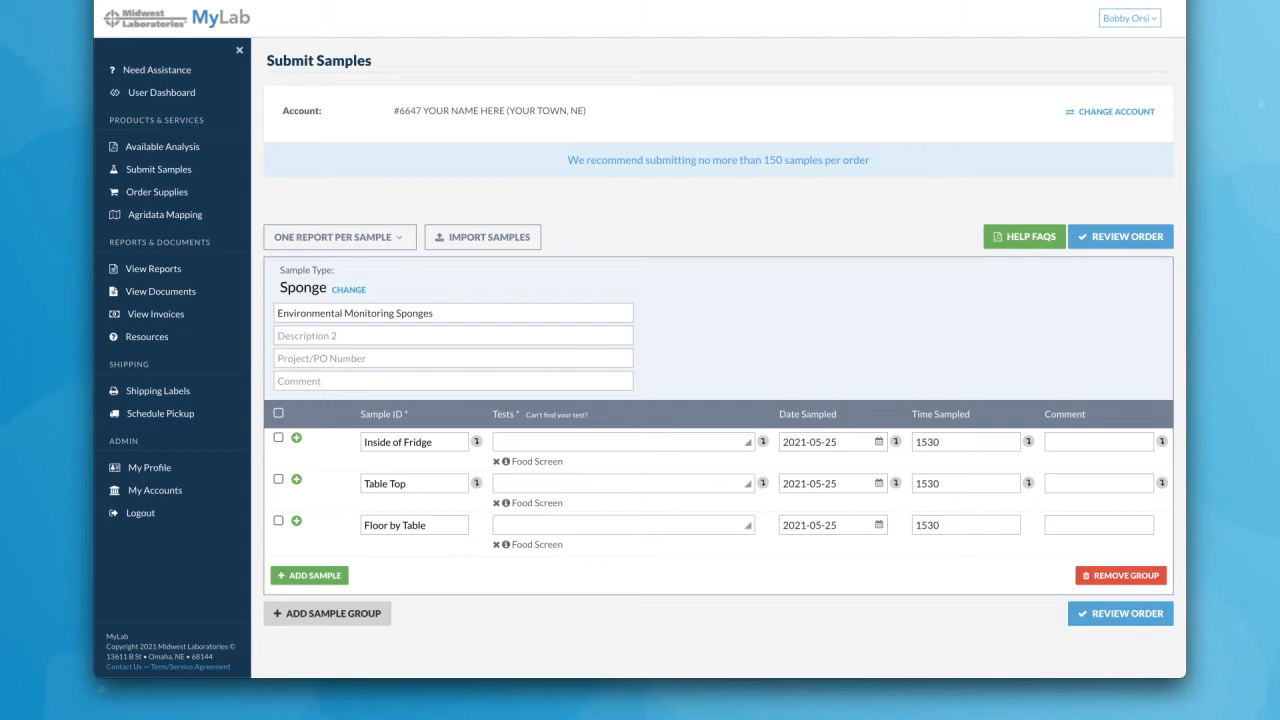 Midwest Laboratories® MyLab
Bobby Orsi
Need Assistance
User Dashboard
PRODUCTS & SERVICES
Available Analysis
Submit Samples
Order Supplies
Agridata Mapping
REPORTS & DOCUMENTS
View Reports
View Documents
View Invoices
Resources
SHIPPING
Shipping Labels
Schedule Pickup
ADMIN
My Profile
My Accounts
Logout
MyLab
Copyright 2021 Midwest Laboratories ©
13611 B St • Omaha, NE • 68144
Contact Us — Term/Service Agreement
Submit Samples
Account: #6647 YOUR NAME HERE (YOUR TOWN, NE) CHANGE ACCOUNT
We recommend submitting no more than 150 samples per order
ONE REPORT PER SAMPLE IMPORT SAMPLES HELP FAQS REVIEW ORDER
Sample Type:
Sponge CHANGE
Environmental Monitoring Sponges
Description 2
Project/PO Number
Comment
Sample ID * Tests * Can't find your test? Date Sampled Time Sampled Comment
Inside of Fridge 2021-05-25 1530
Food Screen
Table Top 2021-05-25 1530
Food Screen
Floor by Table 2021-05-25 1530
Food Screen
ADD SAMPLE REMOVE GROUP
ADD SAMPLE GROUP REVIEW ORDER